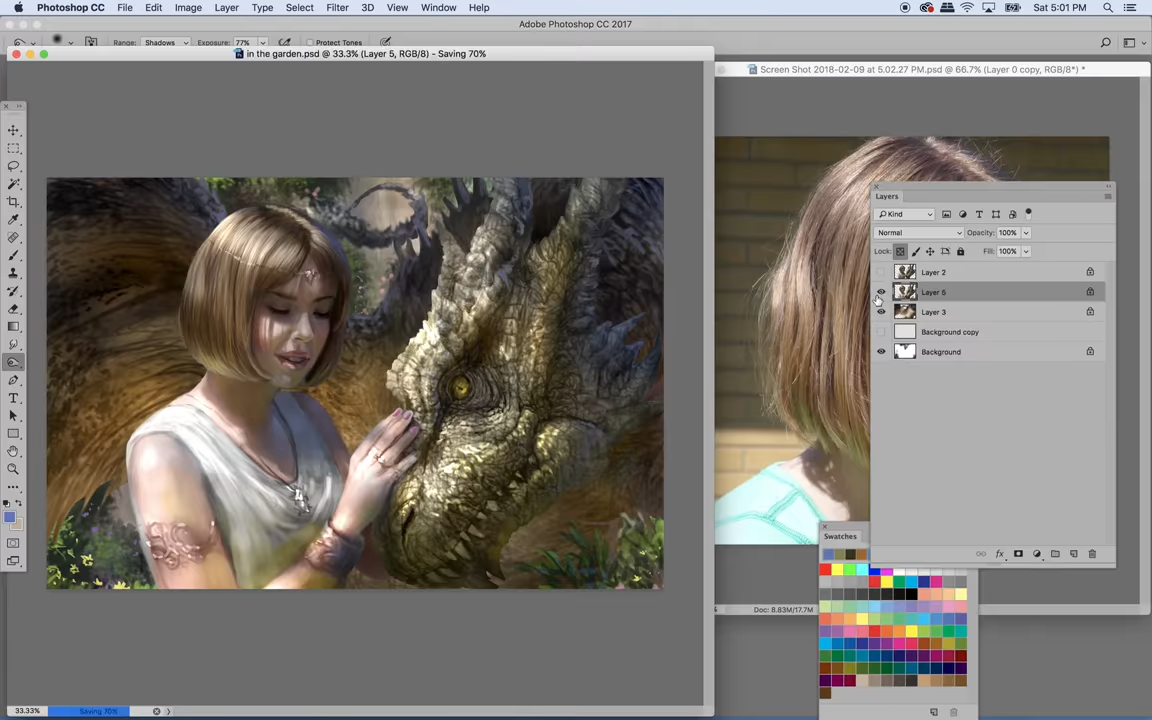 Photoshop CC File Edit Image Layer Type Select Filter 3D View Window Help Sat 5:01 PM
Adobe Photoshop CC 2017
Range: Shadows Exposure: 77% Protect Tones
in the garden.psd @ 33.3% (Layer 5, RGB/8) - Saving 70%
Screen Shot 2018-02-09 at 5.02.27 PM.psd @ 66.7% (Layer 0 copy, RGB/8*) *
Layers
Kind
Normal Opacity: 100%
Lock: Fill: 100%
Layer 2
Layer 5
Layer 3
Background copy
Background
Swatches
fx
Doc: 8.83M/17.7M
33.33% Saving 70%